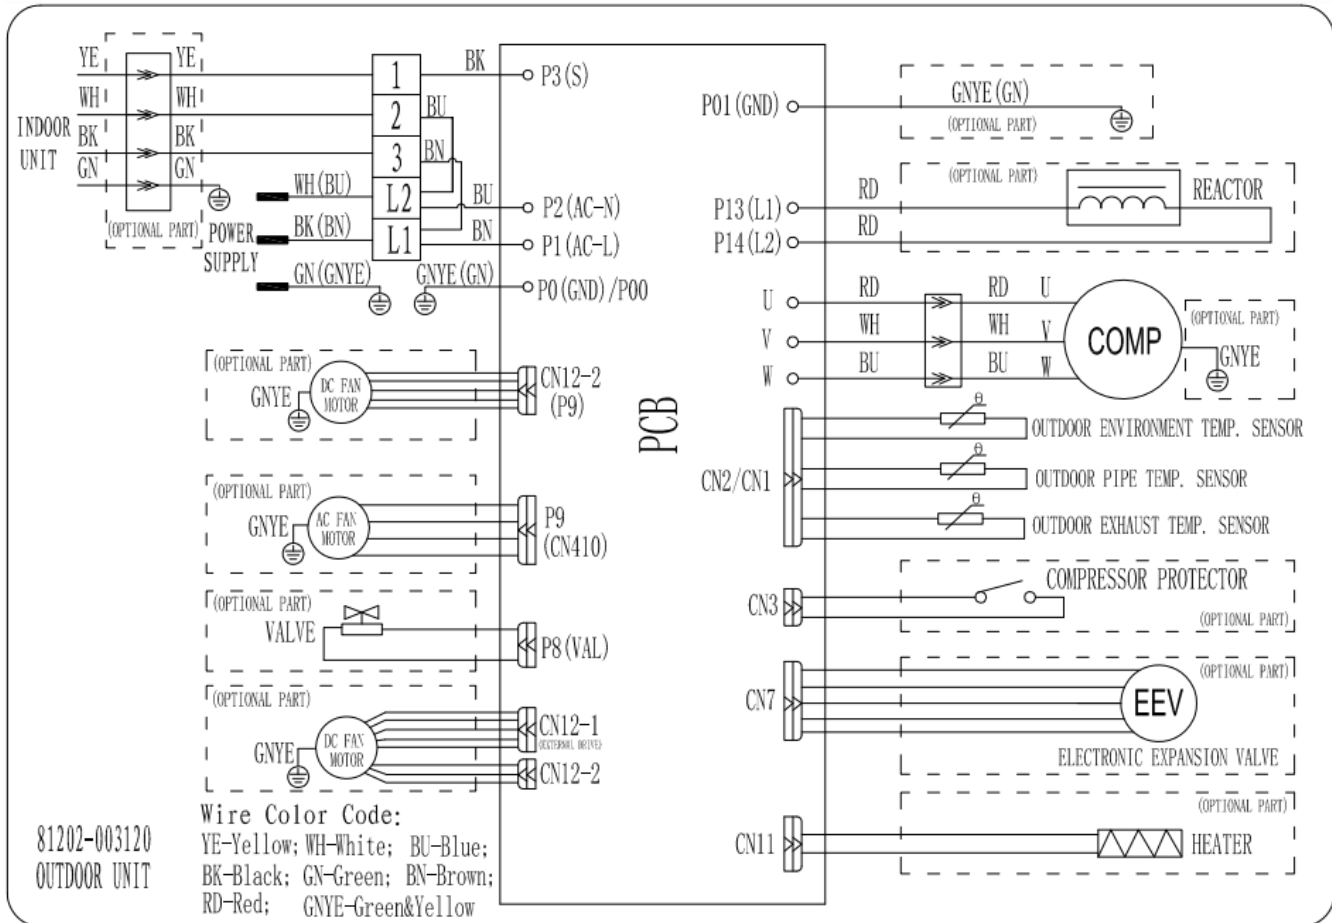 YE
YE
WH
WH
INDOOR
UNIT
BK
BK
GN
GN
(OPTIONAL PART)
1
2
3
L2
L1
BK
BU
BN
BU
BN
P3(S)
P2(AC-N)
P1(AC-L)
P0(GND)/P00
POWER
SUPPLY
WH(BU)
BK(BN)
GN(GNYE)
GNYE(GN)
(OPTIONAL PART)
GNYE
DC FAN
MOTOR
CN12-2
(P9)
(OPTIONAL PART)
GNYE
AC FAN
MOTOR
P9
(CN410)
(OPTIONAL PART)
VALVE
P8(VAL)
(OPTIONAL PART)
GNYE
DC FAN
MOTOR
CN12-1
(EXTERNAL DRIVE)
CN12-2
PCB
P01(GND)
GNYE(GN)
(OPTIONAL PART)
(OPTIONAL PART)
P13(L1)
RD
REACTOR
P14(L2)
RD
U
RD
RD
U
V
WH
WH
V
W
BU
BU
W
COMP
(OPTIONAL PART)
GNYE
CN2/CN1
θ
OUTDOOR ENVIRONMENT TEMP. SENSOR
θ
OUTDOOR PIPE TEMP. SENSOR
θ
OUTDOOR EXHAUST TEMP. SENSOR
CN3
COMPRESSOR PROTECTOR
(OPTIONAL PART)
CN7
(OPTIONAL PART)
EEV
ELECTRONIC EXPANSION VALVE
CN11
(OPTIONAL PART)
HEATER
81202-003120
OUTDOOR UNIT
Wire Color Code:
YE-Yellow; WH-White; BU-Blue;
BK-Black; GN-Green; BN-Brown;
RD-Red; GNYE-Green&Yellow